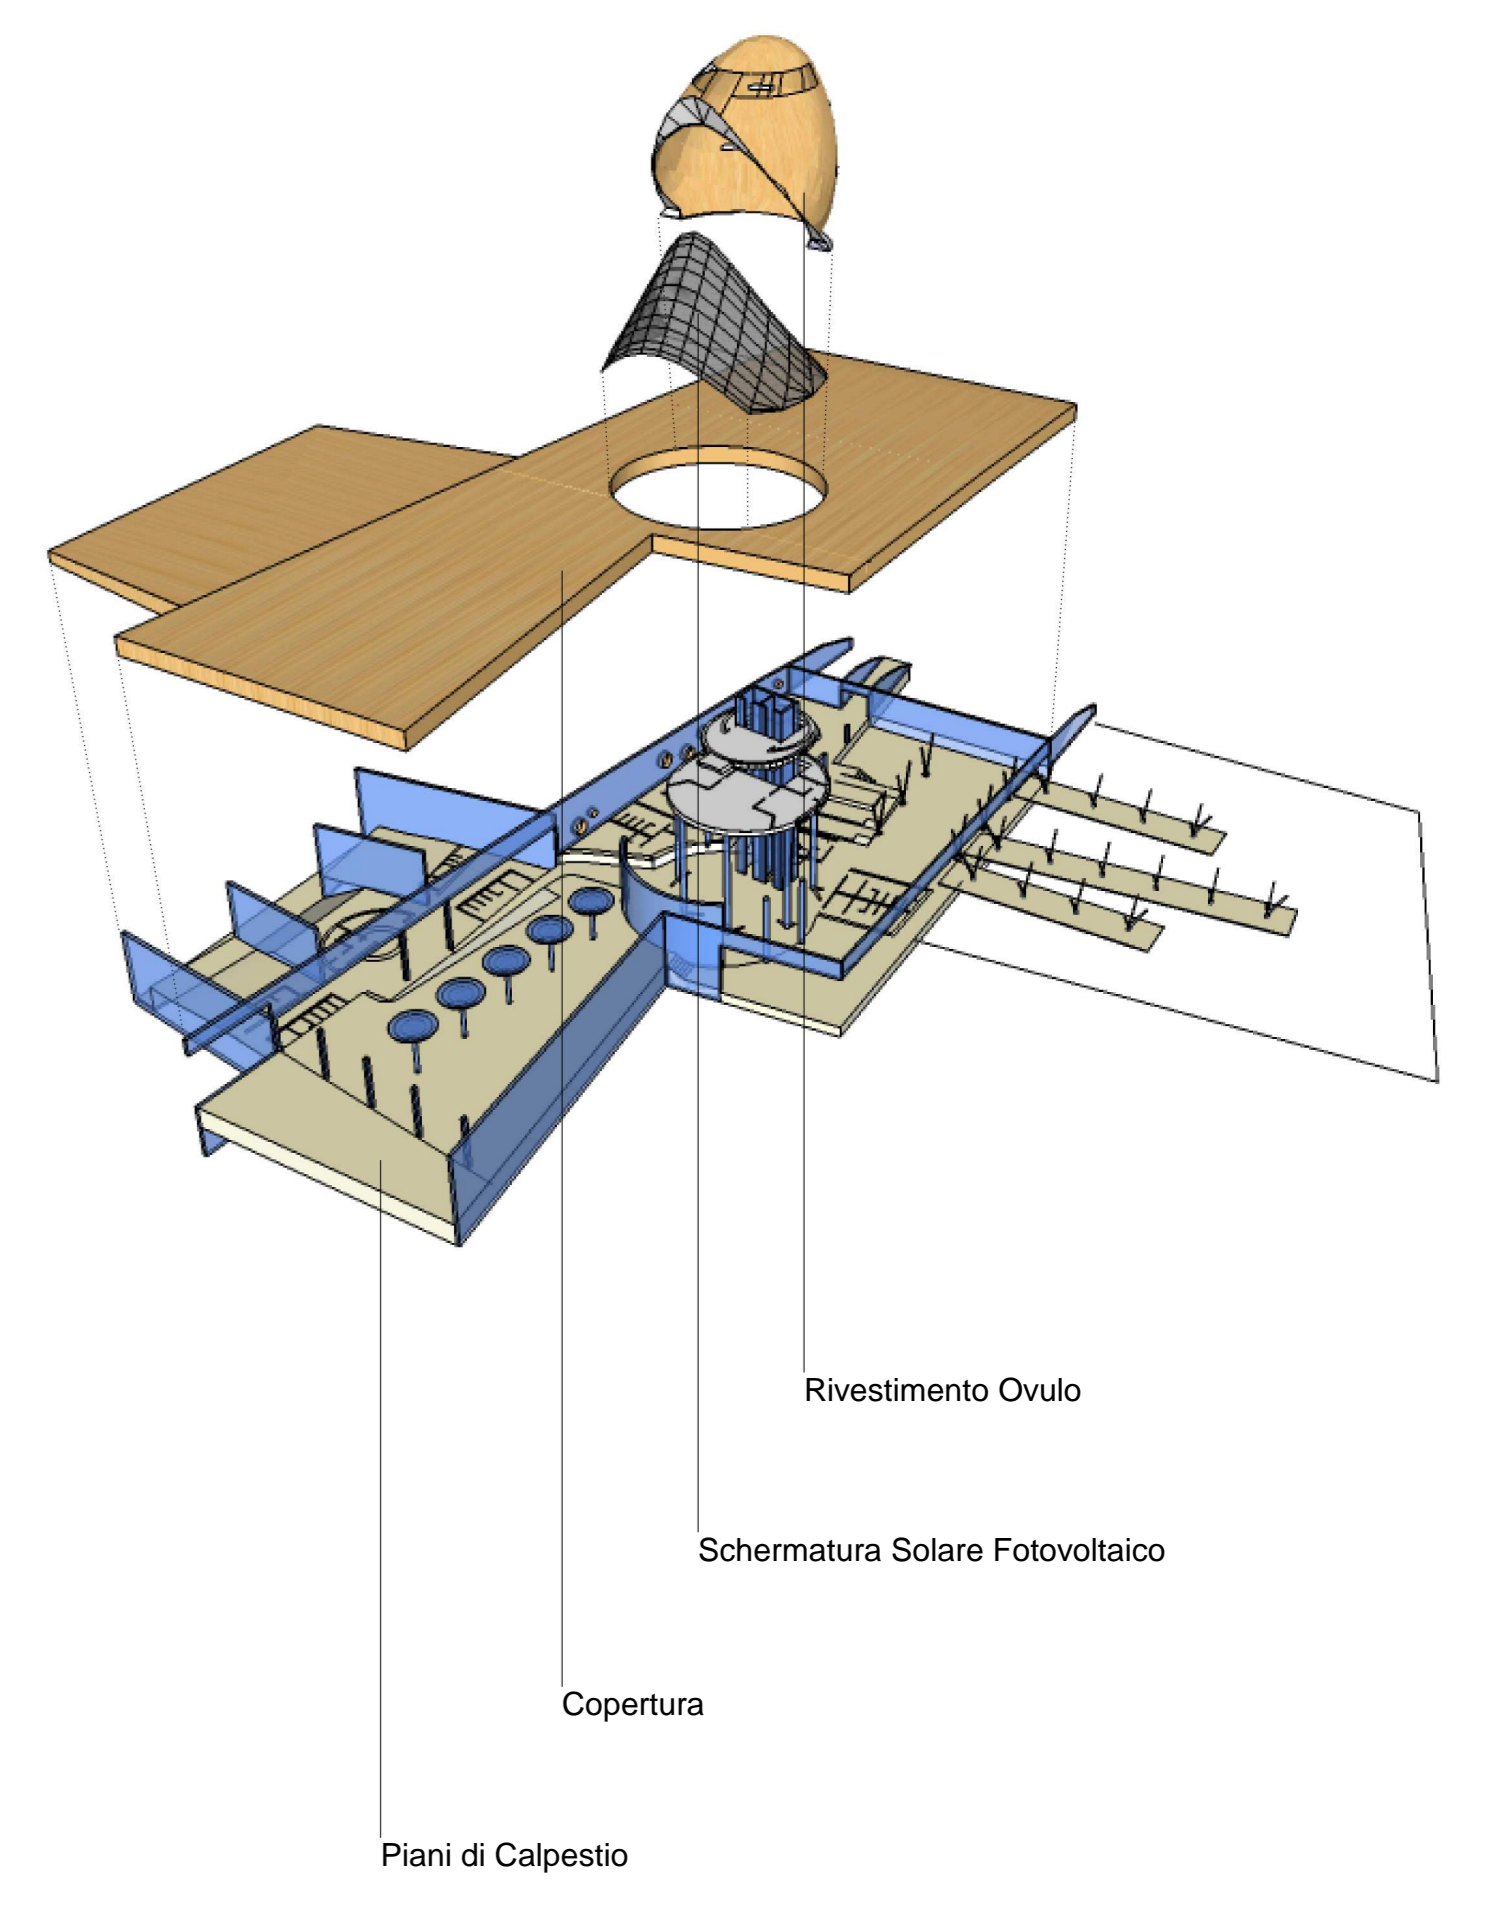 Rivestimento Ovulo
Schermatura Solare Fotovoltaico
Copertura
Piani di Calpestio